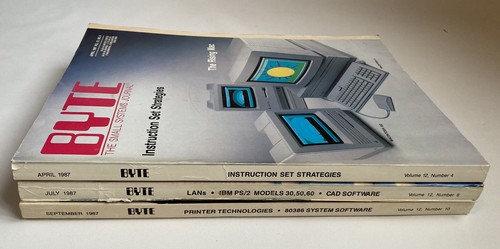 BYTE
THE SMALL SYSTEMS JOURNAL
Instruction Set Strategies
The Rising Mac
APRIL 1987 BYTE INSTRUCTION SET STRATEGIES Volume 12, Number 4
JULY 1987 BYTE LANs • IBM PS/2 MODELS 30,50,60 • CAD SOFTWARE Volume 12, Number 8
SEPTEMBER 1987 BYTE PRINTER TECHNOLOGIES • 80386 SYSTEM SOFTWARE Volume 12, Number 10